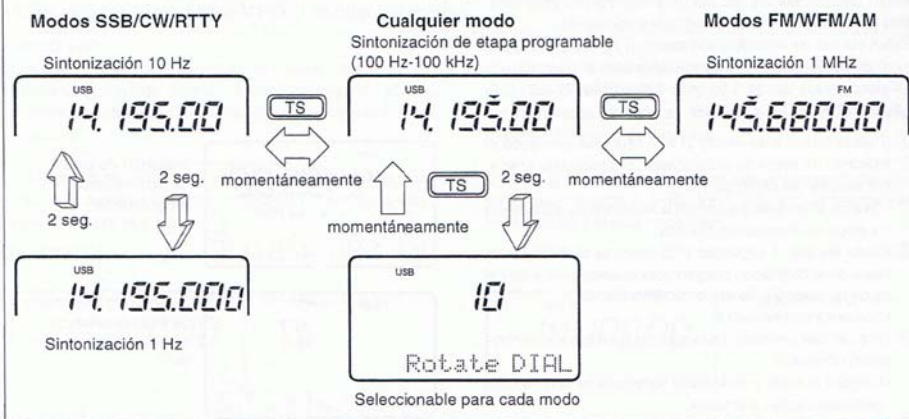 Modos SSB/CW/RTTY
Sintonización 10 Hz
USB
14.195.00
TS
momentáneamente
2 seg.
2 seg.
USB
14.195.000
Sintonización 1 Hz
Cualquier modo
Sintonización de etapa programable
(100 Hz-100 kHz)
USB
14.195.00
TS
2 seg.
momentáneamente
USB
10
Rotate DIAL
Seleccionable para cada modo
TS
momentáneamente
Modos FM/WFM/AM
Sintonización 1 MHz
FM
145.680.00